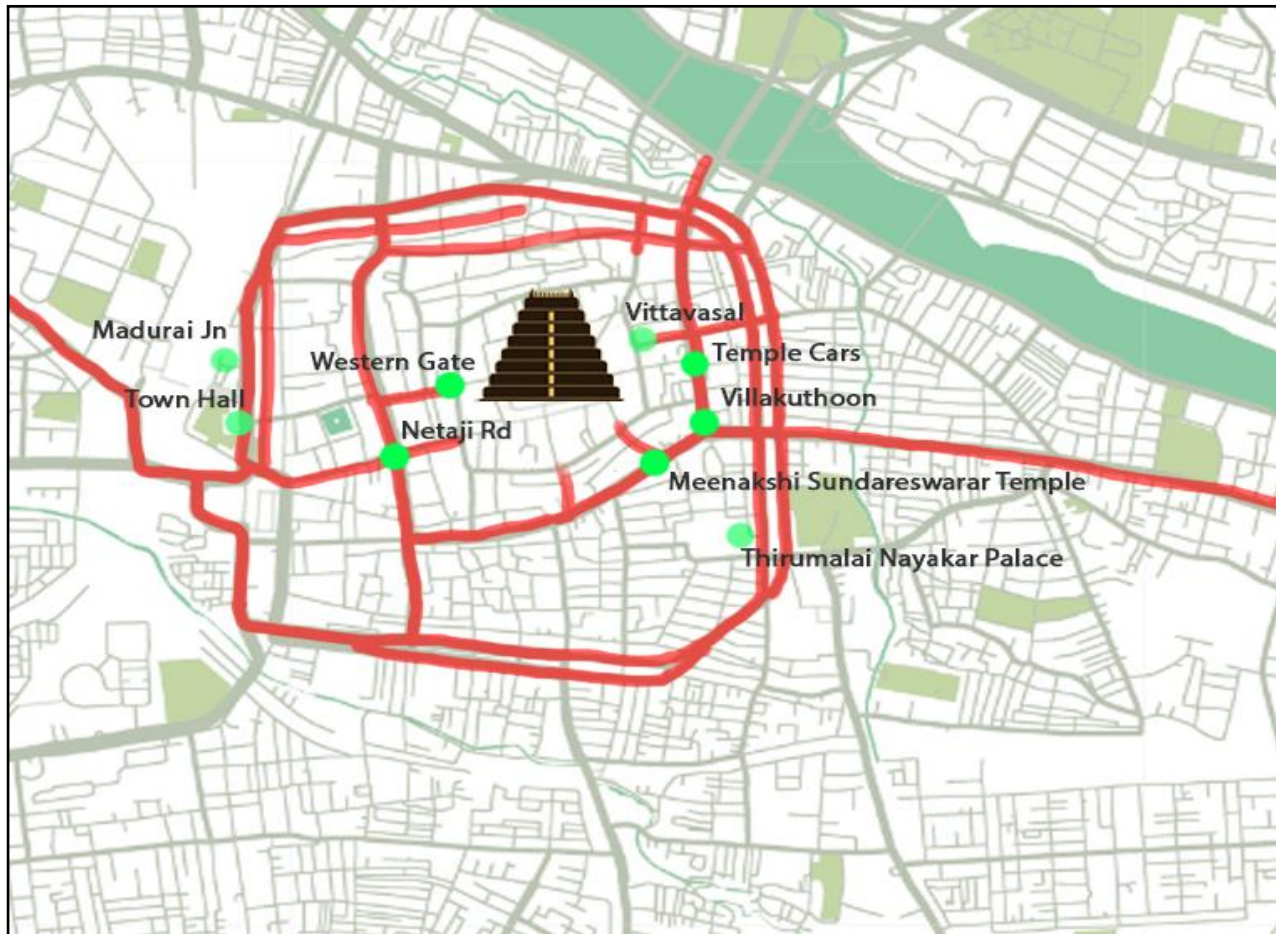 Vittavasal
Madurai Jn
Temple Cars
Western Gate
Town Hall
Villakuthoon
Netaji Rd
Meenakshi Sundareswarar Temple
Thirumalai Nayakar Palace